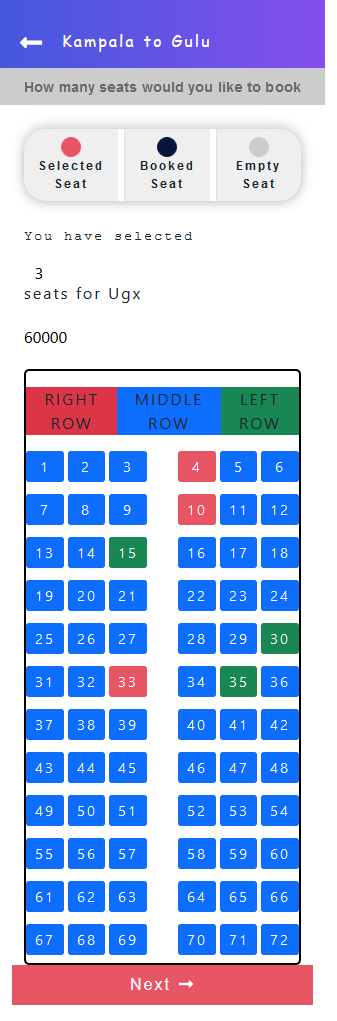 Kampala to Gulu
How many seats would you like to book
Selected Seat
Booked Seat
Empty Seat
You have selected
3
seats for Ugx
60000
RIGHT ROW
MIDDLE ROW
LEFT ROW
1 2 3 4 5 6
7 8 9 10 11 12
13 14 15 16 17 18
19 20 21 22 23 24
25 26 27 28 29 30
31 32 33 34 35 36
37 38 39 40 41 42
43 44 45 46 47 48
49 50 51 52 53 54
55 56 57 58 59 60
61 62 63 64 65 66
67 68 69 70 71 72
Next →